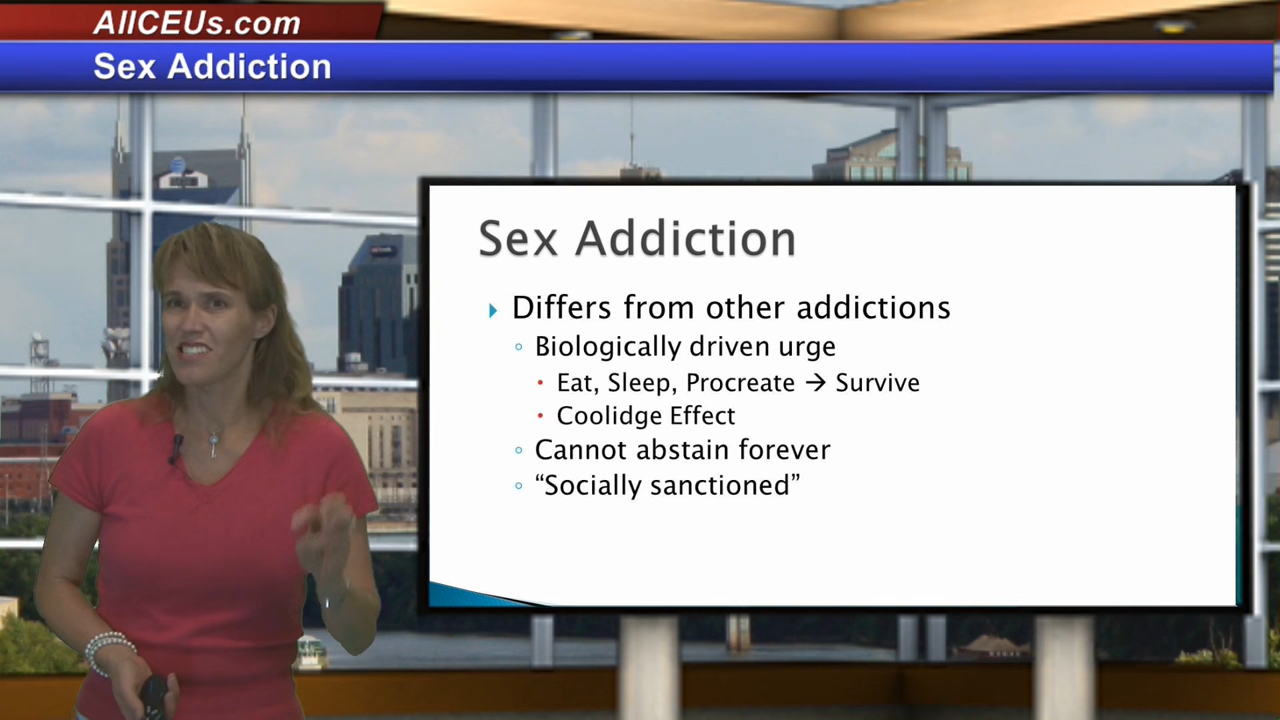 AllCEUs.com
Sex Addiction
Sex Addiction
Differs from other addictions
Biologically driven urge
Eat, Sleep, Procreate → Survive
Coolidge Effect
Cannot abstain forever
“Socially sanctioned”